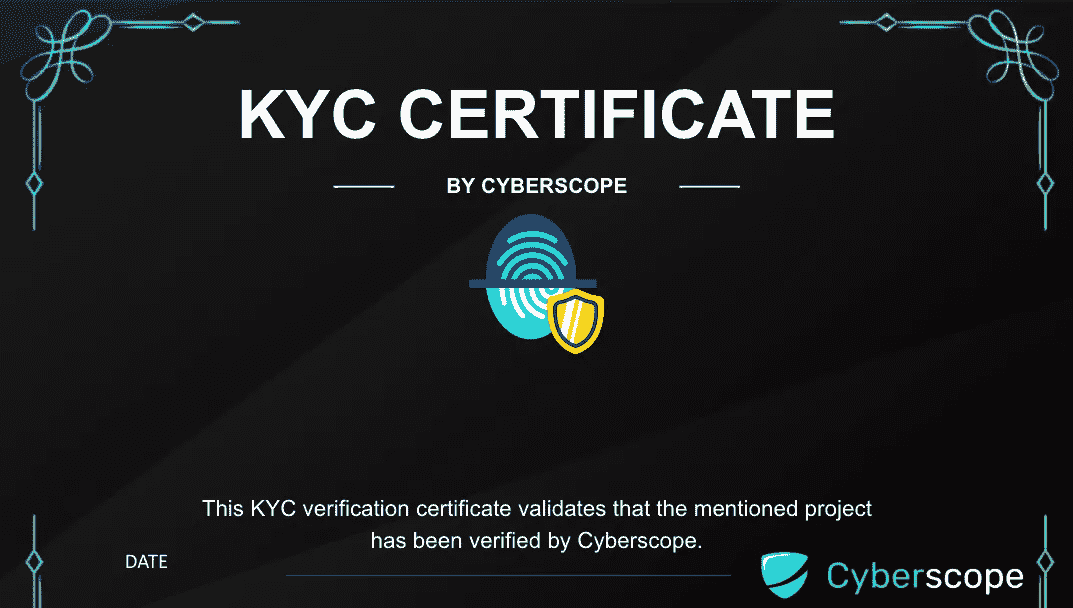 KYC CERTIFICATE
BY CYBERSCOPE
This KYC verification certificate validates that the mentioned project
has been verified by Cyberscope.
DATE
Cyberscope